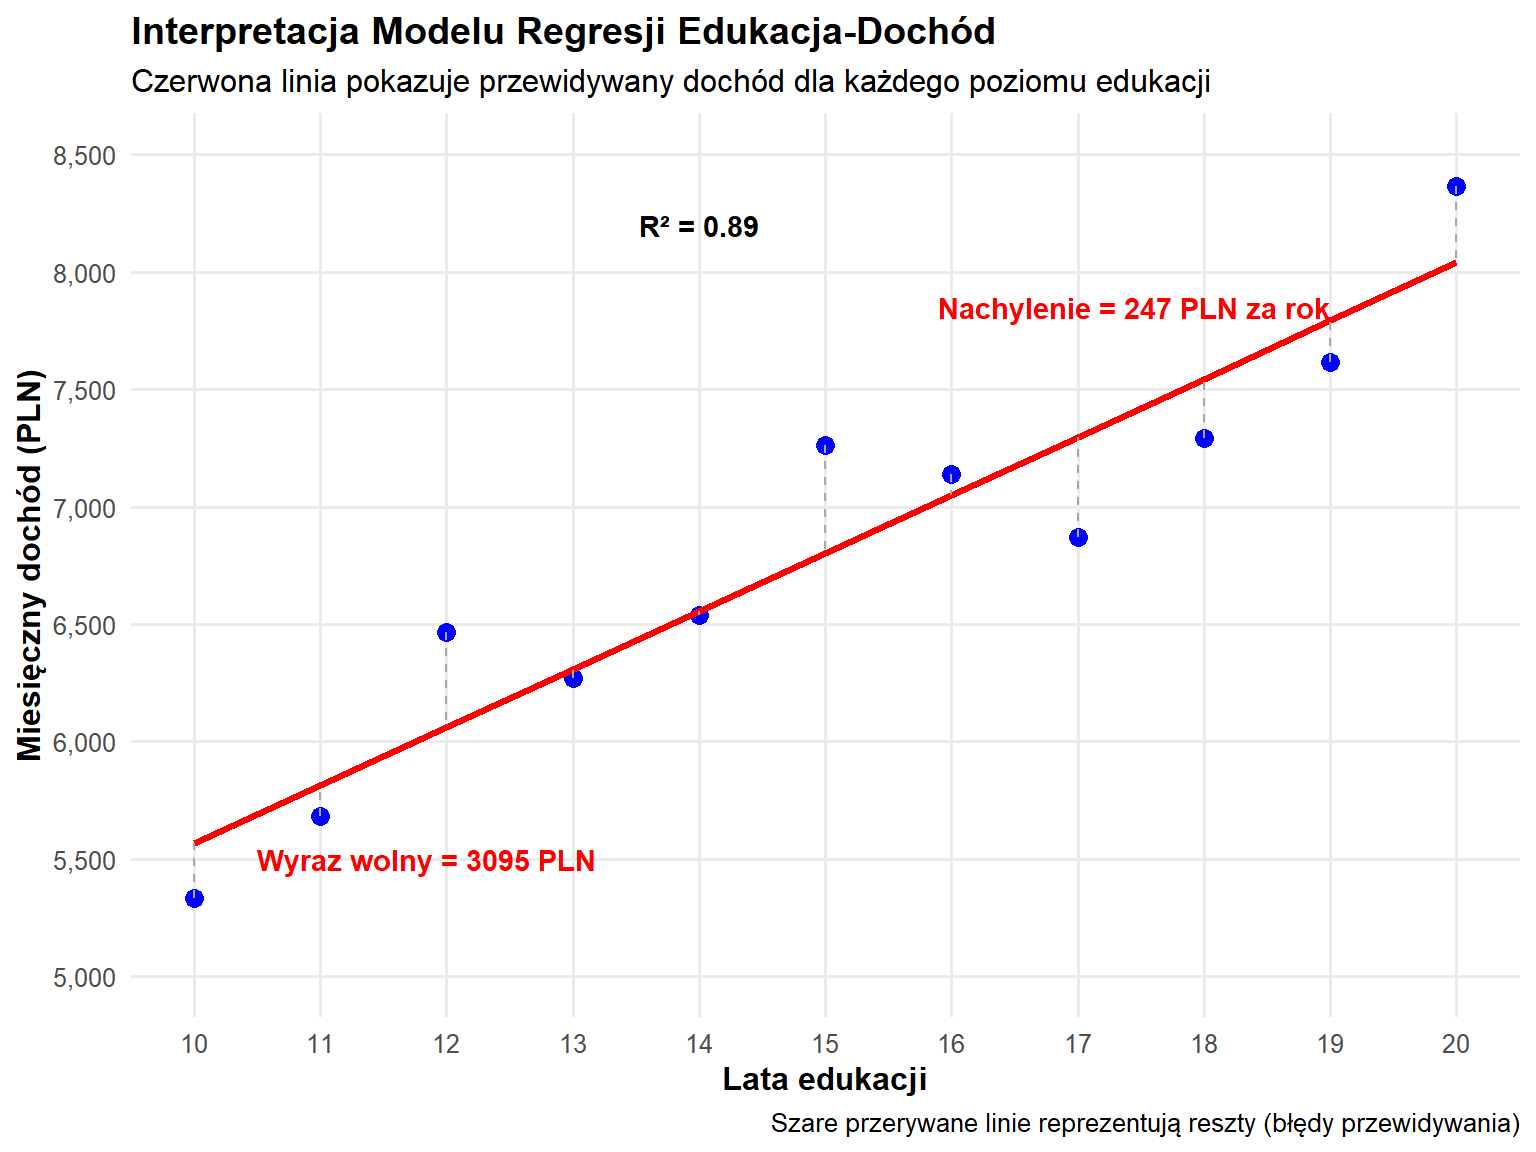 Interpretacja Modelu Regresji Edukacja-Dochód
Czerwona linia pokazuje przewidywany dochód dla każdego poziomu edukacji
8,500
8,000
7,500
7,000
6,500
6,000
5,500
5,000
Miesięczny dochód (PLN)
R² = 0.89
Nachylenie = 247 PLN za rok
Wyraz wolny = 3095 PLN
10 11 12 13 14 15 16 17 18 19 20
Lata edukacji
Szare przerywane linie reprezentują reszty (błędy przewidywania)